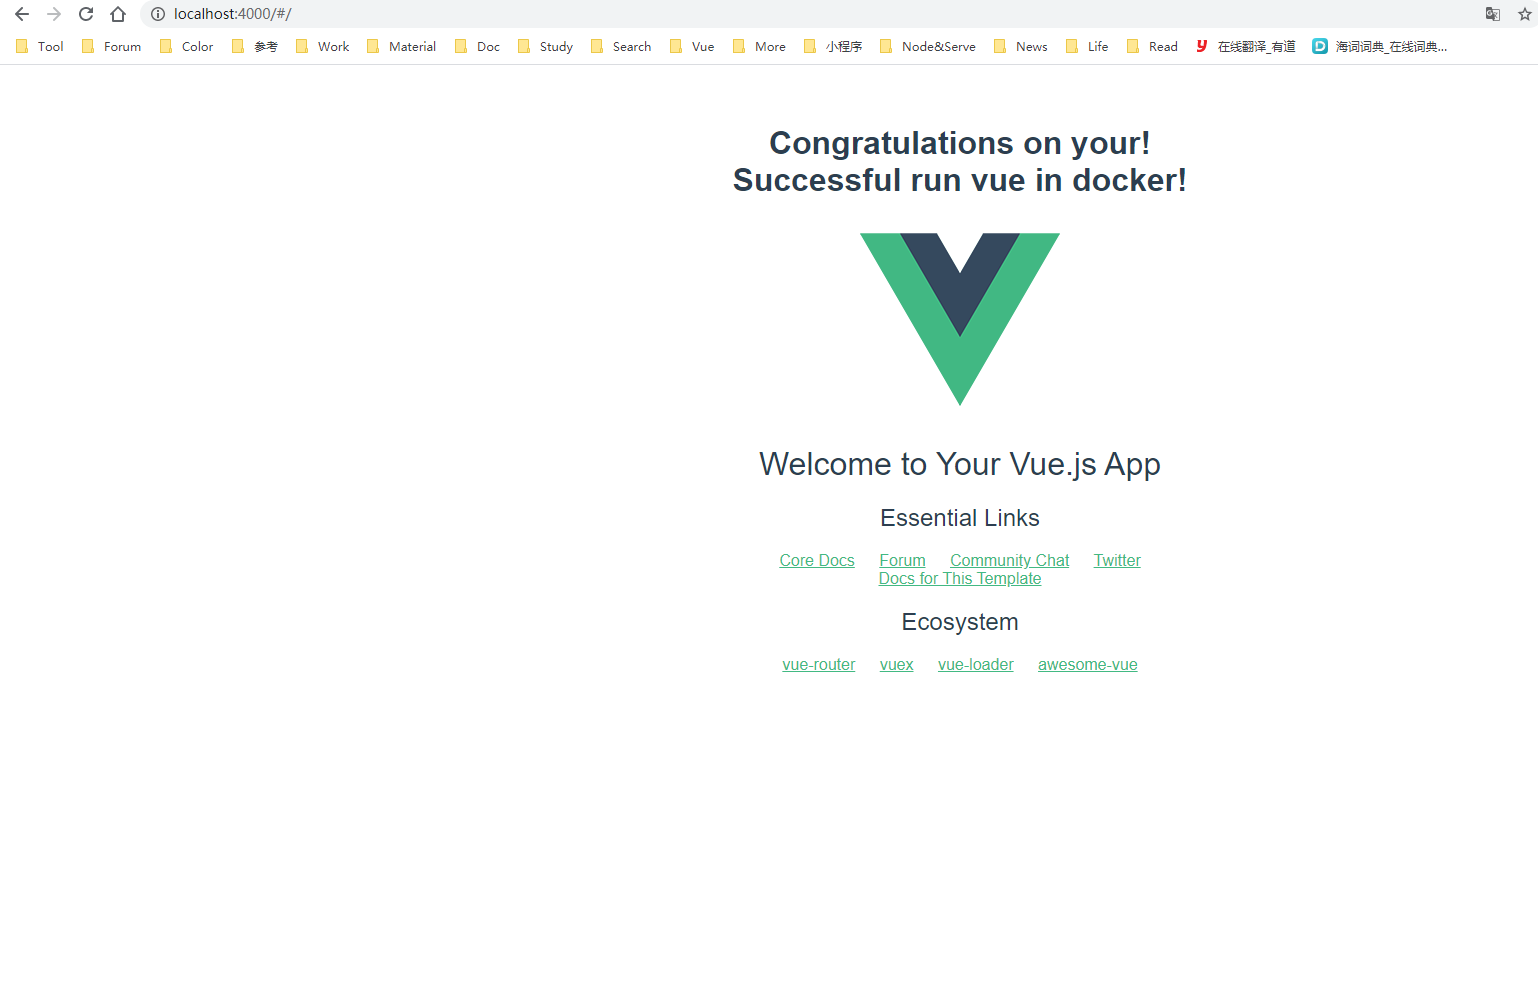 localhost:4000/#/
Tool Forum Color 参考 Work Material Doc Study Search Vue More 小程序 Node&Serve News Life Read 在线翻译_有道 海词词典_在线词典...
Congratulations on your!
Successful run vue in docker!
Welcome to Your Vue.js App
Essential Links
Core Docs Forum Community Chat Twitter
Docs for This Template
Ecosystem
vue-router vuex vue-loader awesome-vue